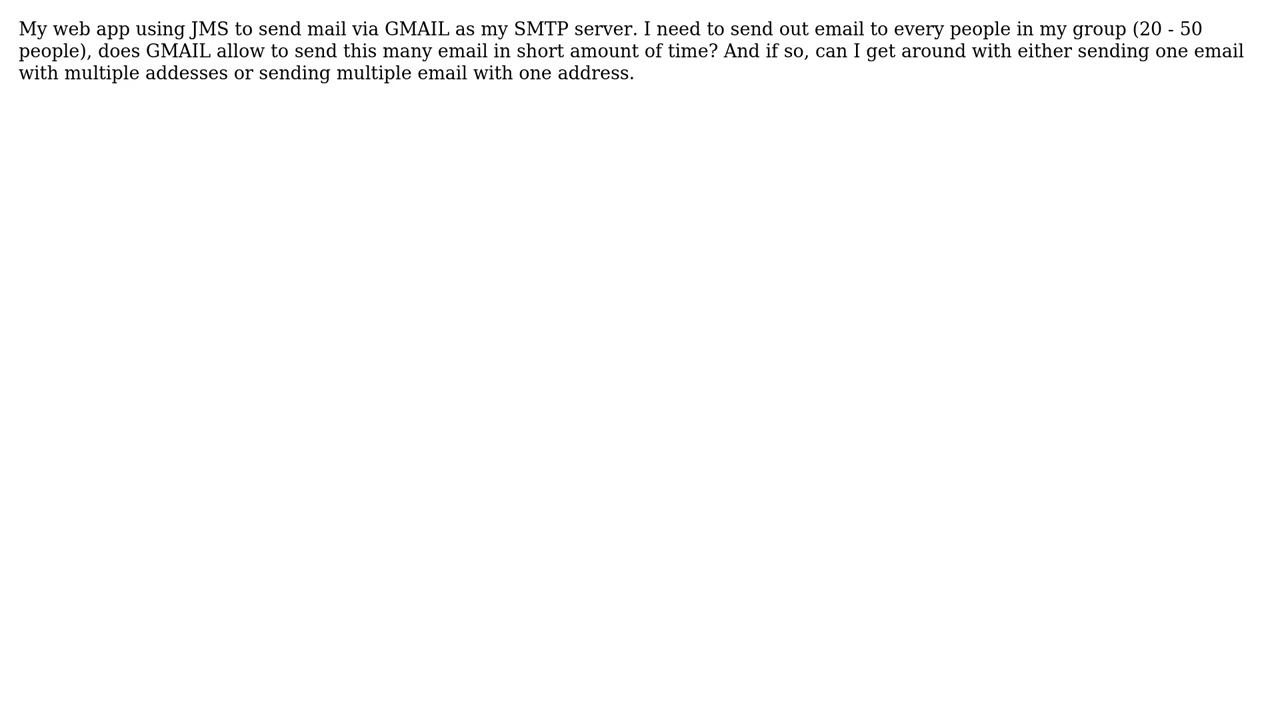 My web app using JMS to send mail via GMAIL as my SMTP server. I need to send out email to every people in my group (20 - 50
people), does GMAIL allow to send this many email in short amount of time? And if so, can I get around with either sending one email
with multiple addesses or sending multiple email with one address.